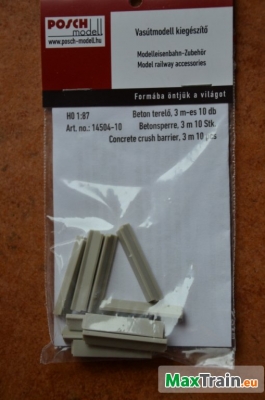 POSCH
modell
www.posch-modell.hu
Vasútmodell kiegészítő
Modelleisenbahn-Zubehör
Model railway accessories
Formába öntjük a világot
H0 1:87
Beton terelő, 3 m-es 10 db
Art. no.: 14504-10
Betonsperre, 3 m 10 Stk.
Concrete crush barrier, 3 m 10 pcs
MaxTrain.eu